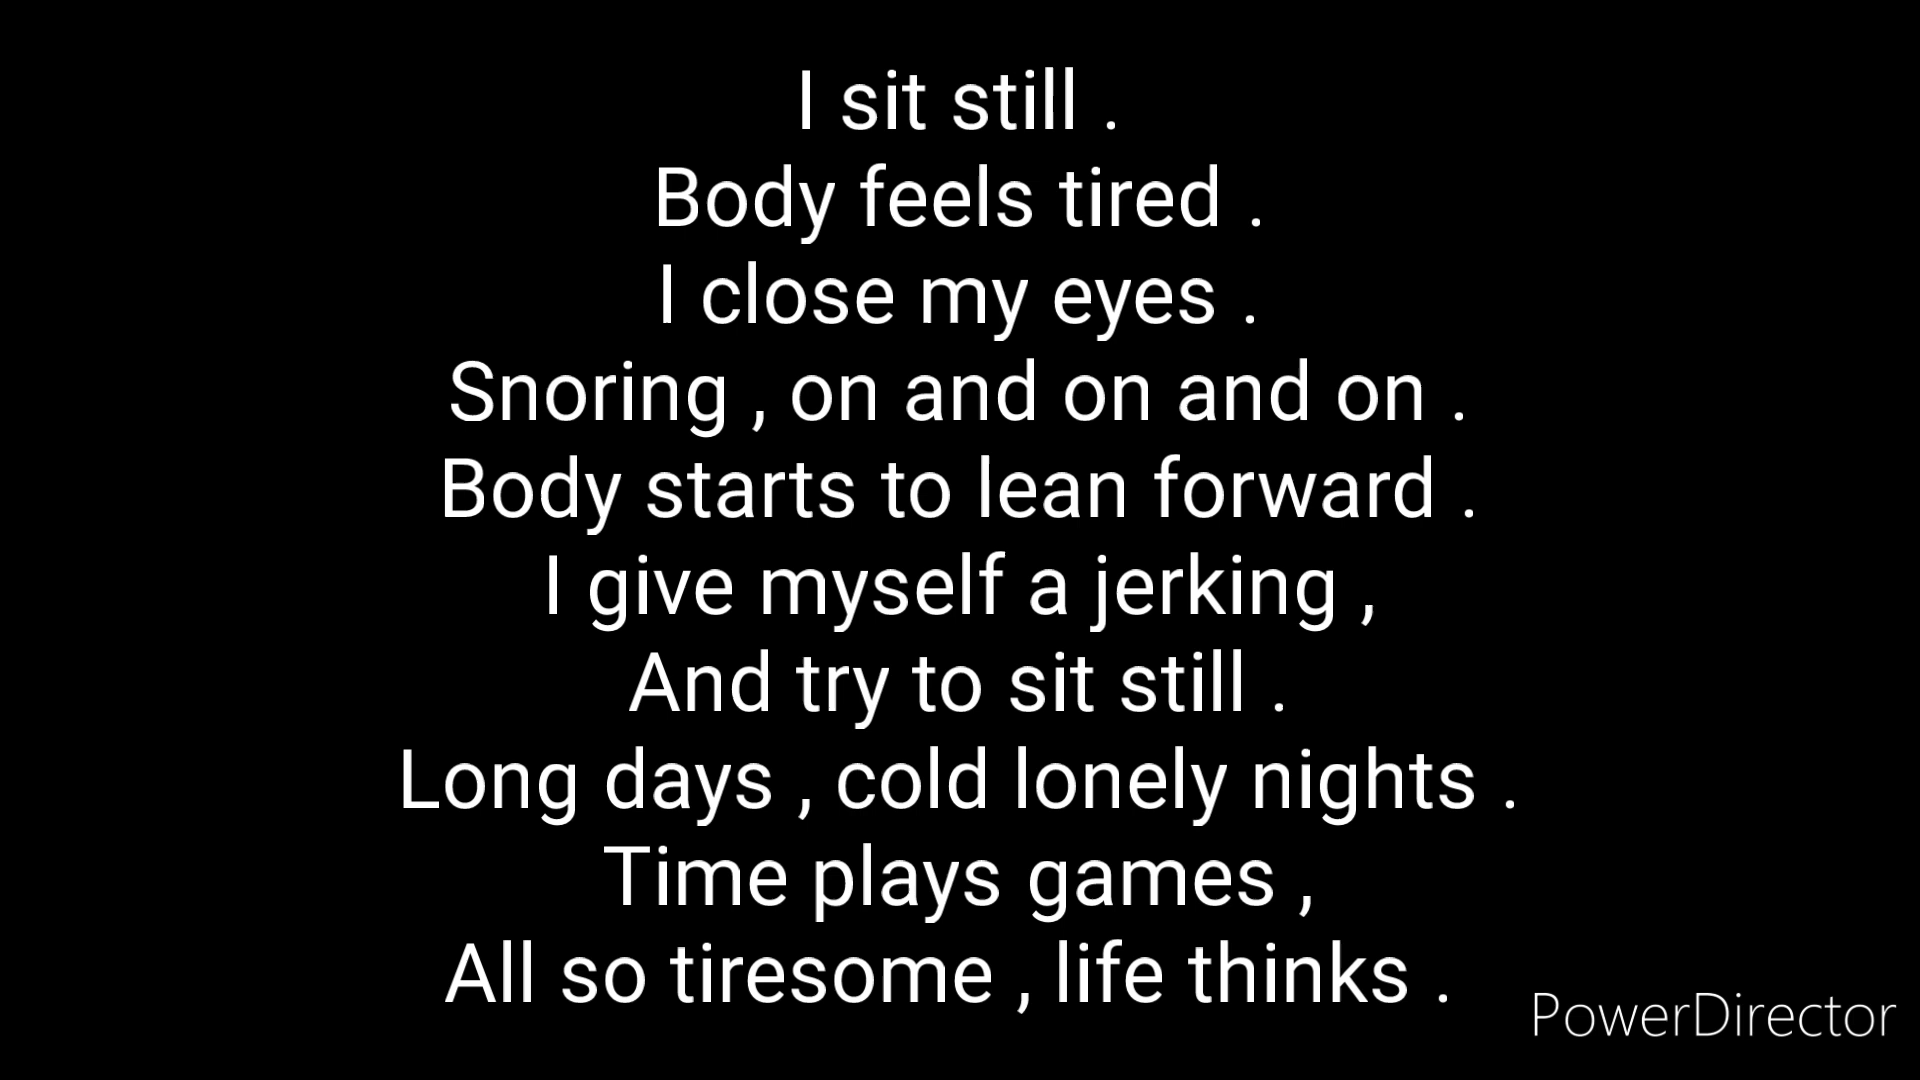 I sit still .
Body feels tired .
I close my eyes .
Snoring , on and on and on .
Body starts to lean forward .
I give myself a jerking ,
And try to sit still .
Long days , cold lonely nights .
Time plays games ,
All so tiresome , life thinks .
PowerDirector